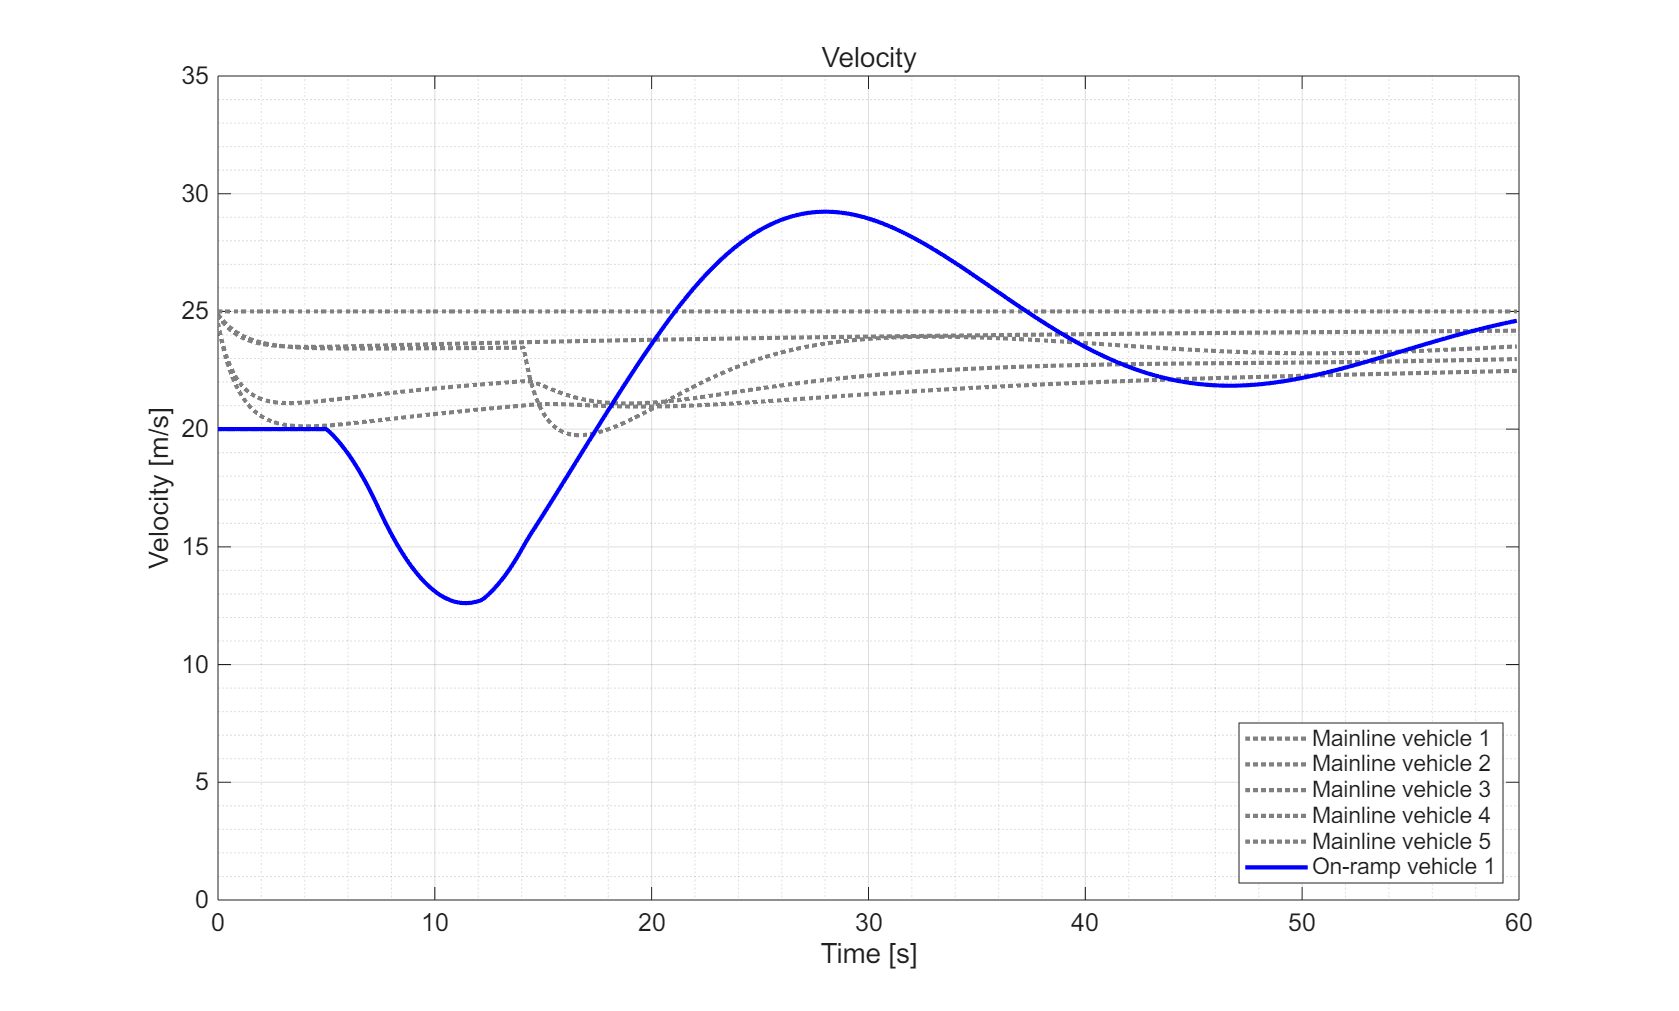 Velocity
35
30
25
20
15
10
5
0
Velocity [m/s]
0 10 20 30 40 50 60
Time [s]
Mainline vehicle 1
Mainline vehicle 2
Mainline vehicle 3
Mainline vehicle 4
Mainline vehicle 5
On-ramp vehicle 1